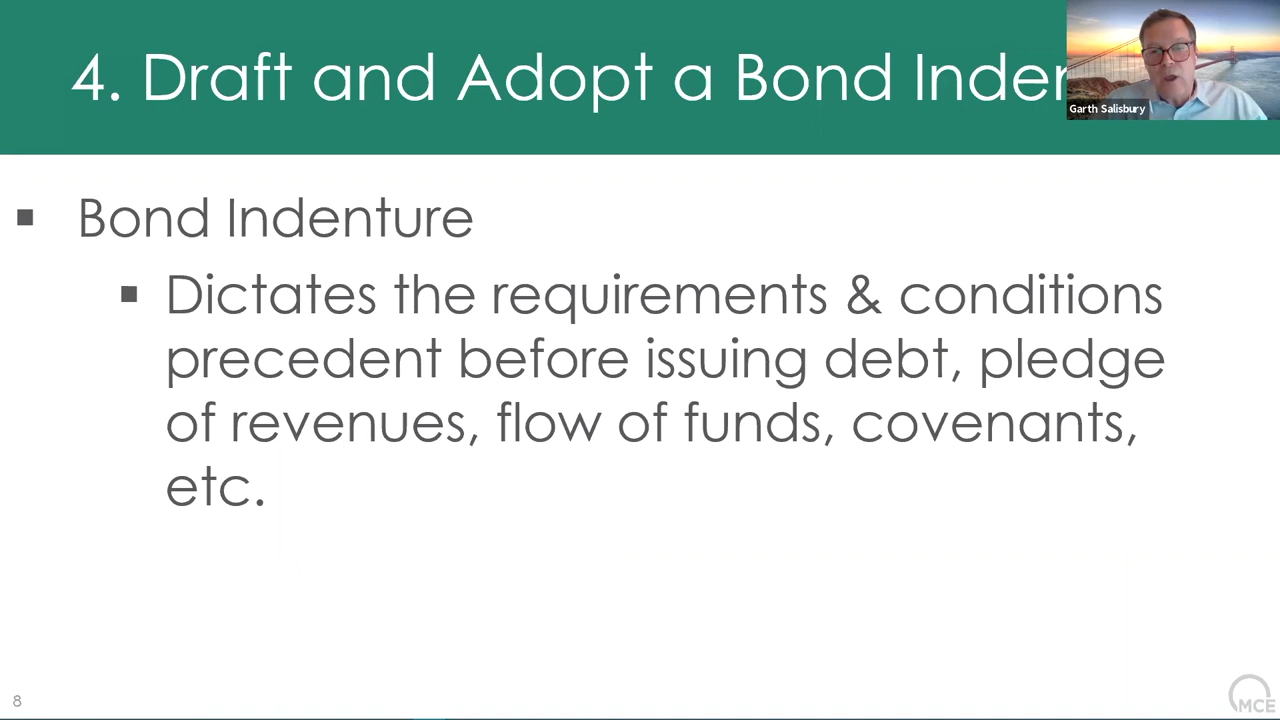 4. Draft and Adopt a Bond Inden
Garth Salisbury
▪ Bond Indenture
▪ Dictates the requirements & conditions
precedent before issuing debt, pledge
of revenues, flow of funds, covenants,
etc.
8
MCE